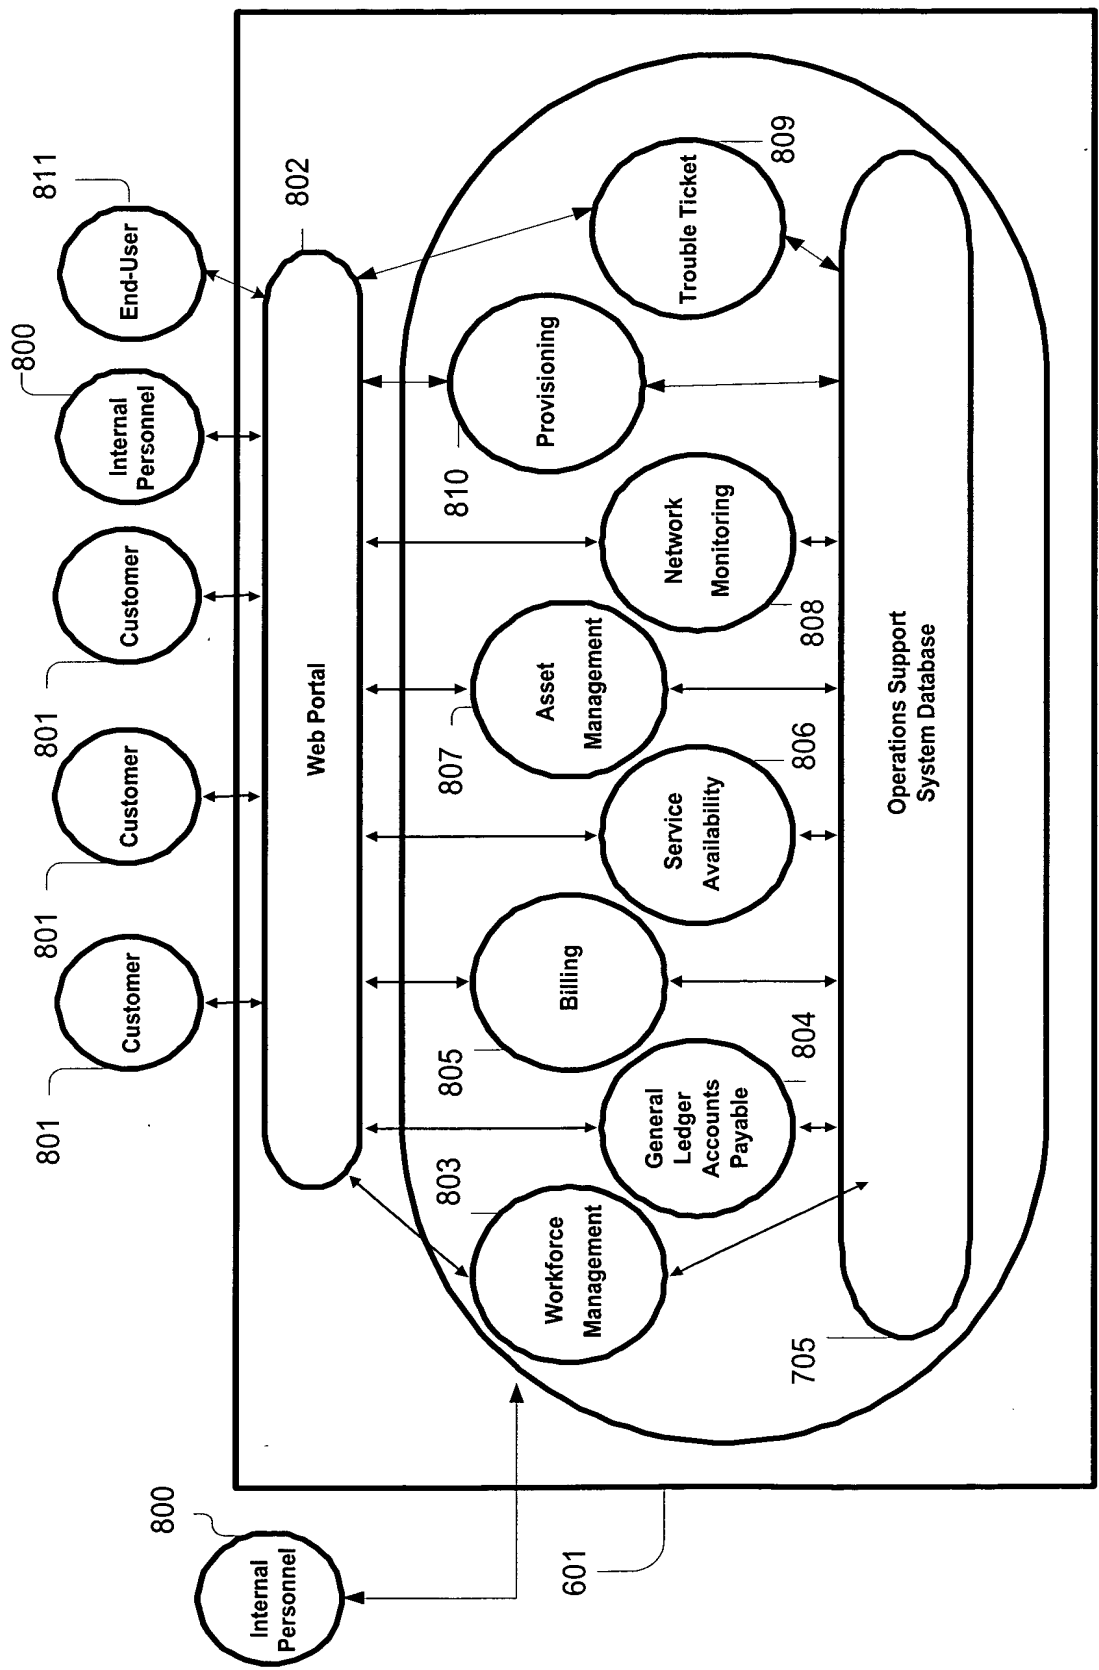 801
801
801
800
811
Customer
Customer
Customer
Internal
Personnel
End-User
800
Internal
Personnel
802
Web Portal
803
805
807
810
Workforce
Management
Billing
Asset
Management
Provisioning
601
General
Ledger
Accounts
Payable
Service
Availability
Network
Monitoring
Trouble Ticket
804
806
808
809
705
Operations Support
System Database